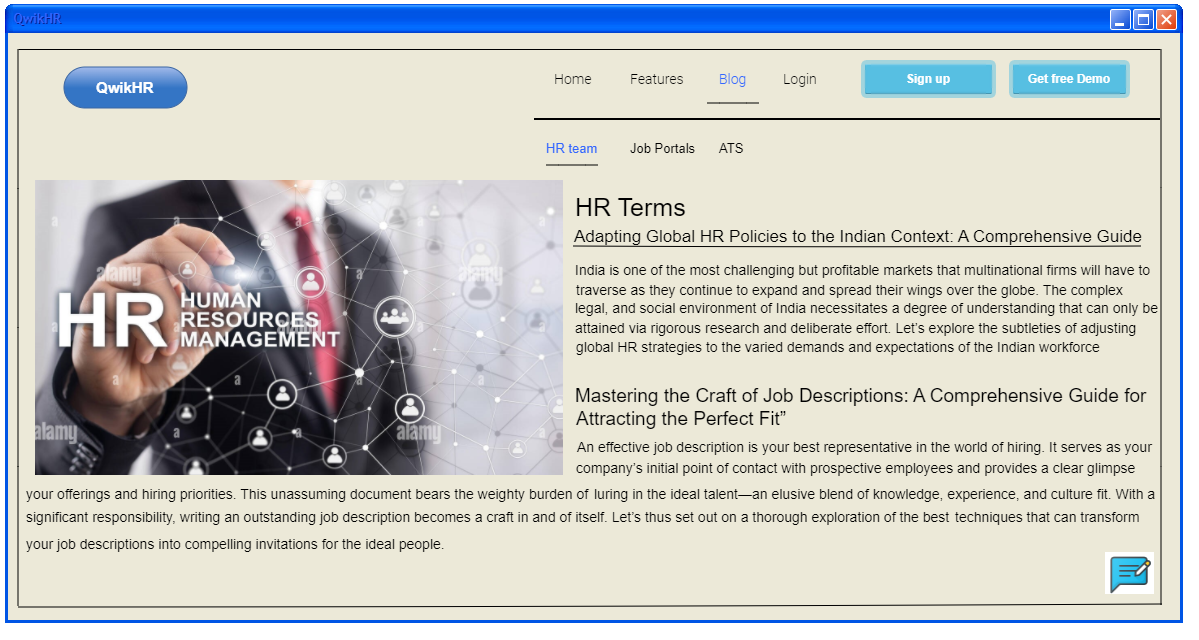 QwikHR
QwikHR
Home Features Blog Login Sign up Get free Demo
HR team Job Portals ATS
HR HUMAN
RESOURCES
MANAGEMENT
alamy
alamy
alamy
alamy
a
a
a
a
a
a
a
HR Terms
Adapting Global HR Policies to the Indian Context: A Comprehensive Guide
India is one of the most challenging but profitable markets that multinational firms will have to
traverse as they continue to expand and spread their wings over the globe. The complex
legal, and social environment of India necessitates a degree of understanding that can only be
attained via rigorous research and deliberate effort. Let’s explore the subtleties of adjusting
global HR strategies to the varied demands and expectations of the Indian workforce
Mastering the Craft of Job Descriptions: A Comprehensive Guide for
Attracting the Perfect Fit”
An effective job description is your best representative in the world of hiring. It serves as your
company’s initial point of contact with prospective employees and provides a clear glimpse
your offerings and hiring priorities. This unassuming document bears the weighty burden of luring in the ideal talent—an elusive blend of knowledge, experience, and culture fit. With a
significant responsibility, writing an outstanding job description becomes a craft in and of itself. Let’s thus set out on a thorough exploration of the best techniques that can transform
your job descriptions into compelling invitations for the ideal people.